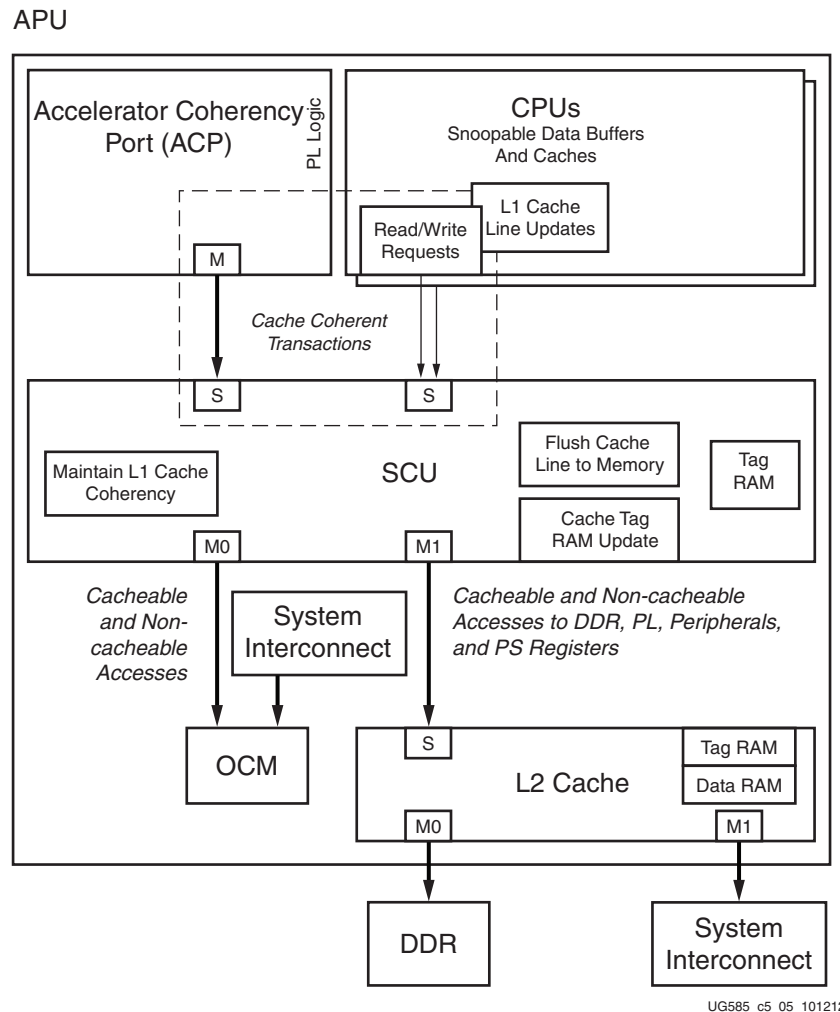 APU
Accelerator Coherency
Port (ACP)
PL Logic
CPUs
Snoopable Data Buffers
And Caches
L1 Cache
Line Updates
Read/Write
Requests
M
Cache Coherent
Transactions
S
S
Maintain L1 Cache
Coherency
SCU
Flush Cache
Line to Memory
Tag
RAM
Cache Tag
RAM Update
M0
M1
Cacheable
and Non-
cacheable
Accesses
System
Interconnect
Cacheable and Non-cacheable
Accesses to DDR, PL, Peripherals,
and PS Registers
OCM
S
L2 Cache
Tag RAM
Data RAM
M0
M1
DDR
System
Interconnect
UG585_c5_05_101212